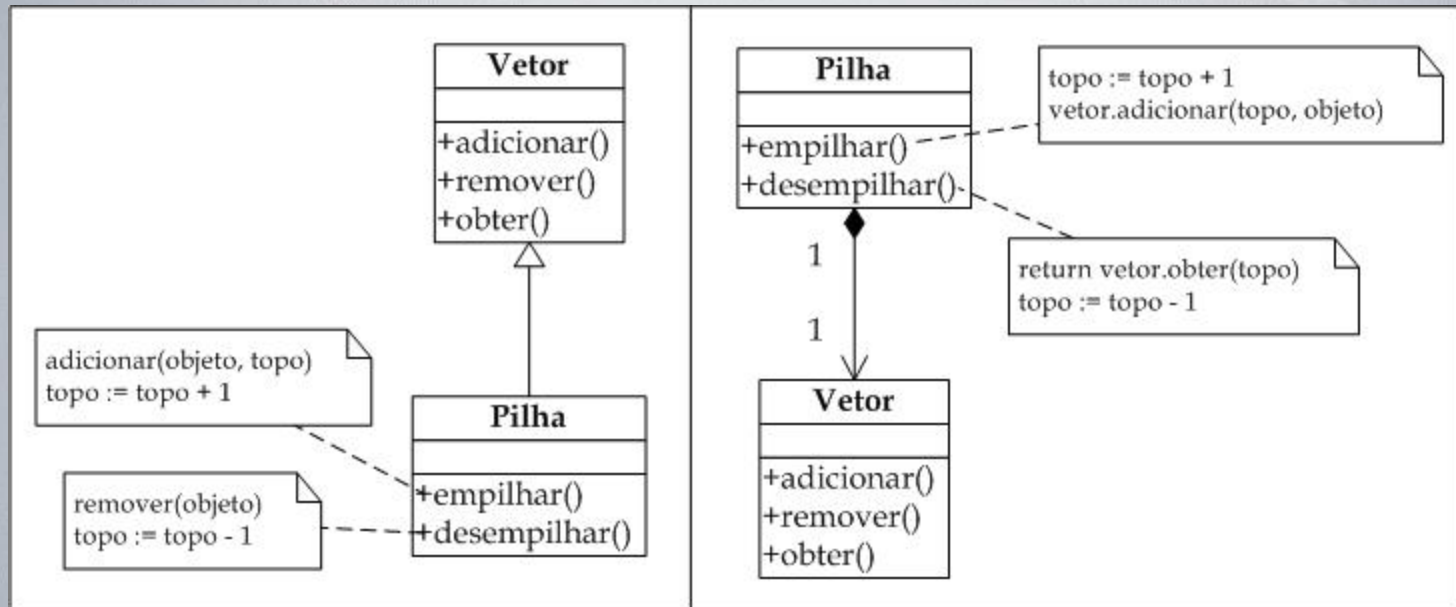 Vetor
+adicionar()
+remover()
+obter()
adicionar(objeto, topo)
topo := topo + 1
Pilha
+empilhar()
+desempilhar()
remover(objeto)
topo := topo - 1
Pilha
+empilhar()
+desempilhar()
topo := topo + 1
vetor.adicionar(topo, objeto)
return vetor.obter(topo)
topo := topo - 1
1
1
Vetor
+adicionar()
+remover()
+obter()